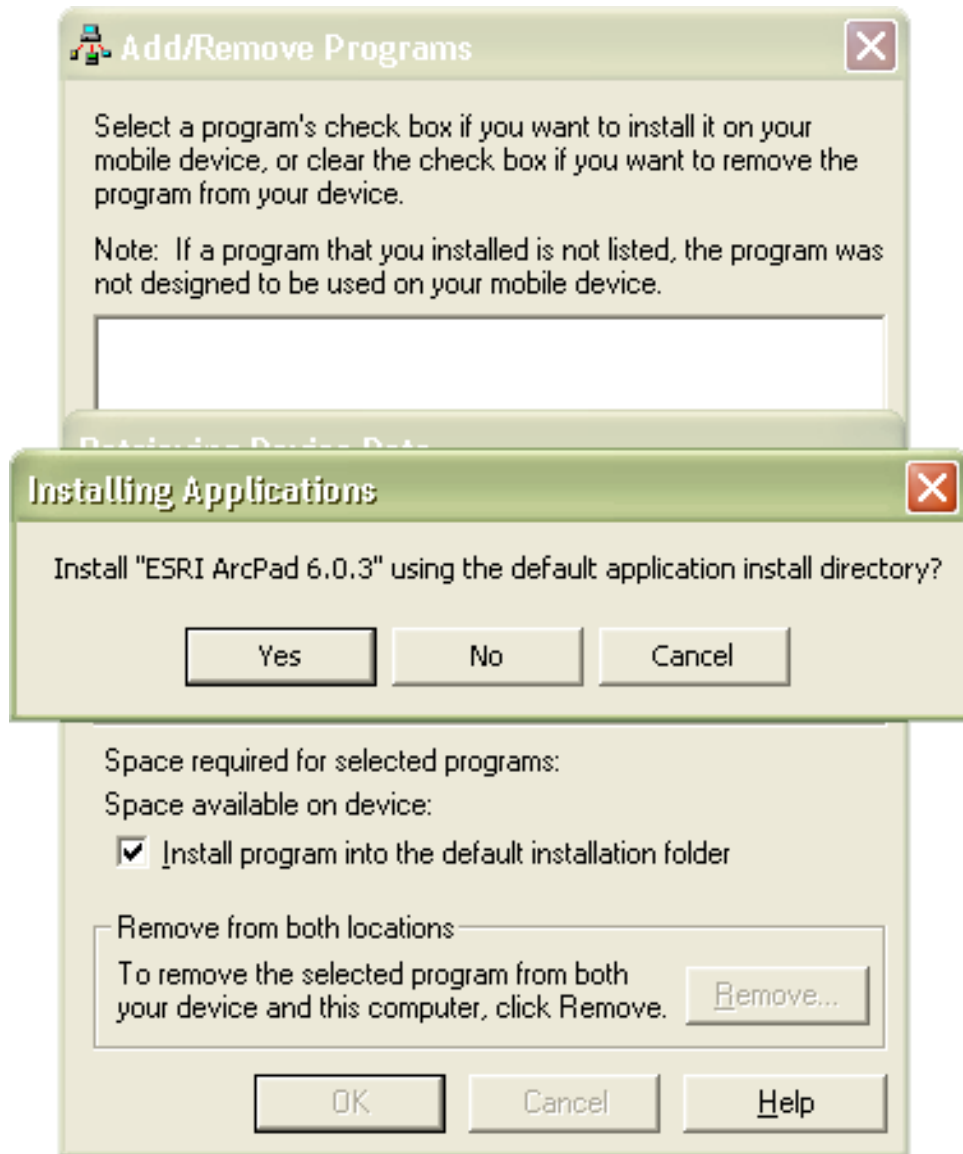 Add/Remove Programs
Select a program's check box if you want to install it on your
mobile device, or clear the check box if you want to remove the
program from your device.
Note:  If a program that you installed is not listed, the program was
not designed to be used on your mobile device.
Retrieving Device Data
Installing Applications
Install "ESRI ArcPad 6.0.3" using the default application install directory?
Yes No Cancel
Space required for selected programs:
Space available on device:
Install program into the default installation folder
Remove from both locations
To remove the selected program from both
your device and this computer, click Remove.
Remove...
OK Cancel Help